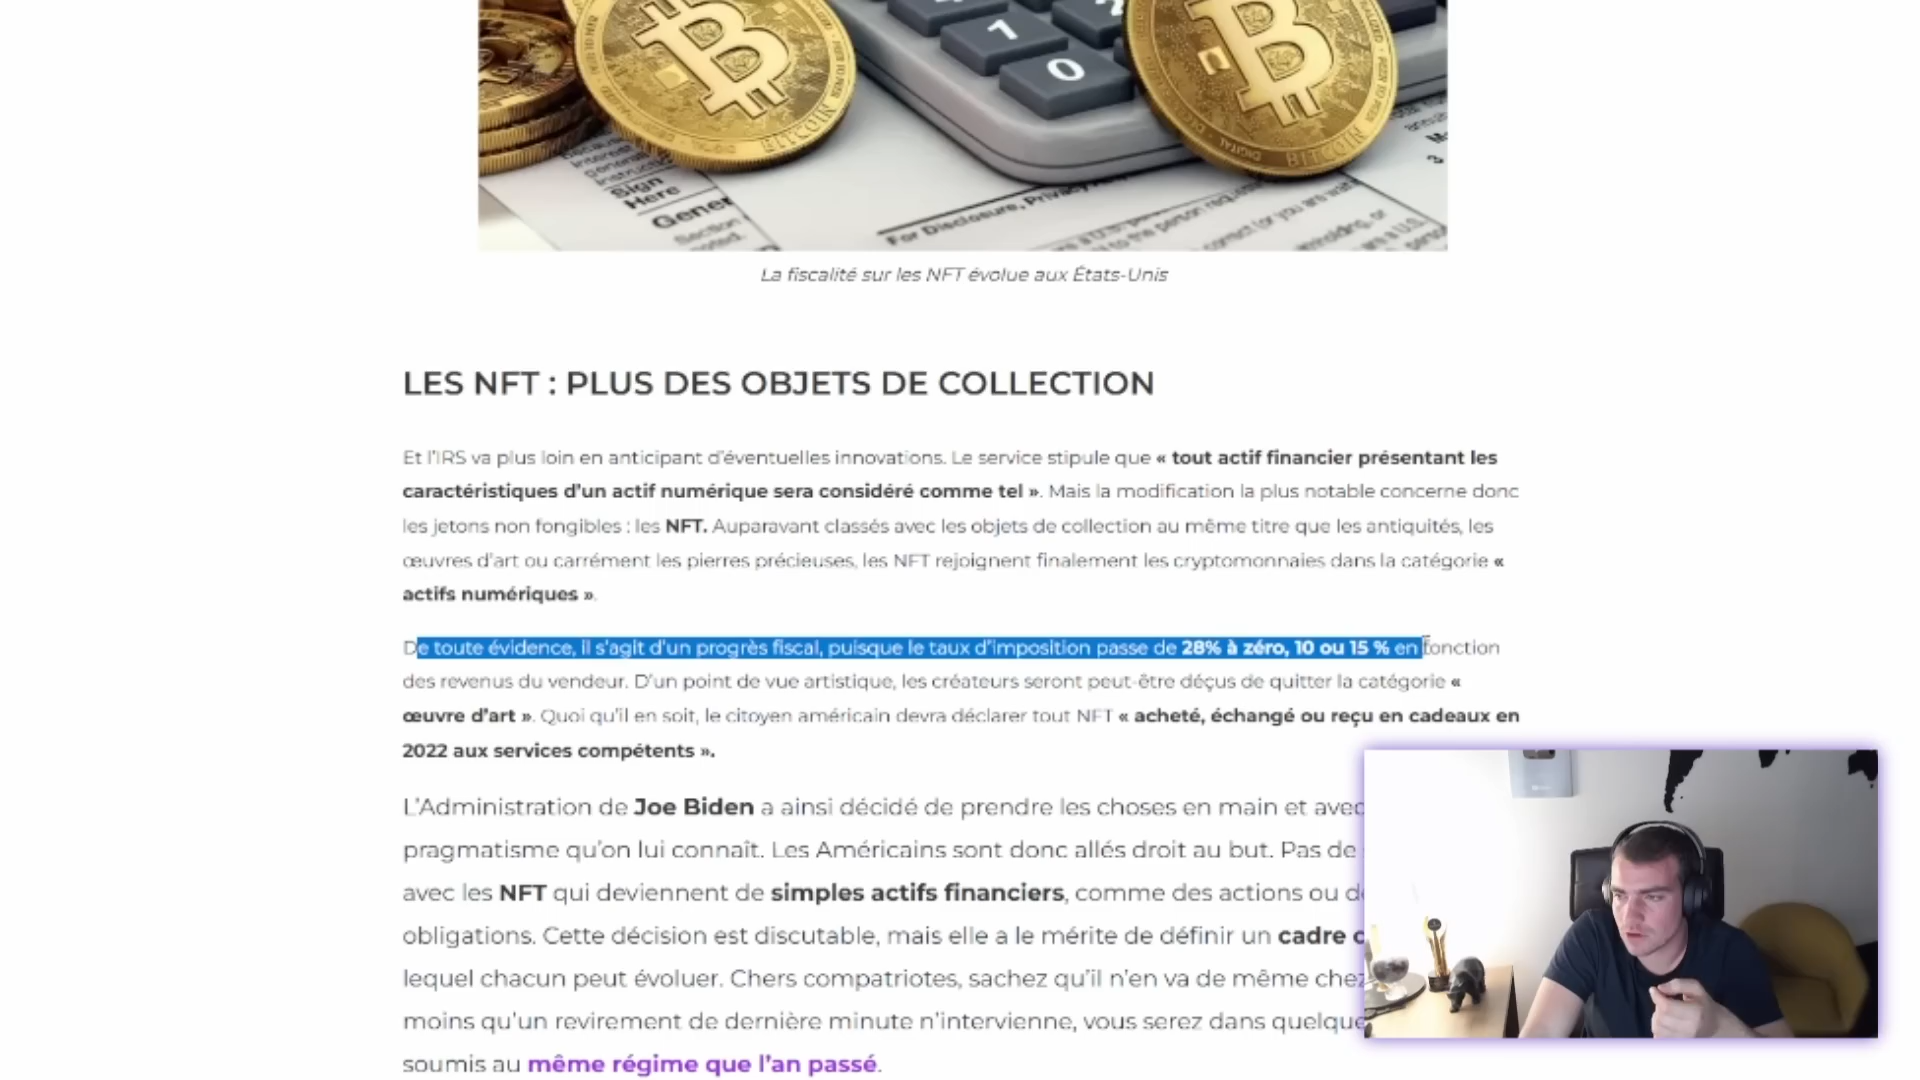 1
0
BITCOIN
DIGITAL
BITCOIN
Sign
Here
Gener
Section
For Disclosure, Privacy A
La fiscalité sur les NFT évolue aux États-Unis
LES NFT : PLUS DES OBJETS DE COLLECTION
Et l'IRS va plus loin en anticipant d'éventuelles innovations. Le service stipule que « tout actif financier présentant les
caractéristiques d'un actif numérique sera considéré comme tel ». Mais la modification la plus notable concerne donc
les jetons non fongibles : les NFT. Auparavant classés avec les objets de collection au même titre que les antiquités, les
œuvres d'art ou carrément les pierres précieuses, les NFT rejoignent finalement les cryptomonnaies dans la catégorie «
actifs numériques ».
De toute évidence, il s'agit d'un progrès fiscal, puisque le taux d'imposition passe de 28% à zéro, 10 ou 15 % en fonction
des revenus du vendeur. D'un point de vue artistique, les créateurs seront peut-être déçus de quitter la catégorie «
œuvre d'art ». Quoi qu'il en soit, le citoyen américain devra déclarer tout NFT « acheté, échangé ou reçu en cadeaux en
2022 aux services compétents ».
L'Administration de Joe Biden a ainsi décidé de prendre les choses en main et avec
pragmatisme qu'on lui connaît. Les Américains sont donc allés droit au but. Pas de
avec les NFT qui deviennent de simples actifs financiers, comme des actions ou d
obligations. Cette décision est discutable, mais elle a le mérite de définir un cadre
lequel chacun peut évoluer. Chers compatriotes, sachez qu'il n'en va de même chez
moins qu'un revirement de dernière minute n'intervienne, vous serez dans quelque
soumis au même régime que l'an passé.